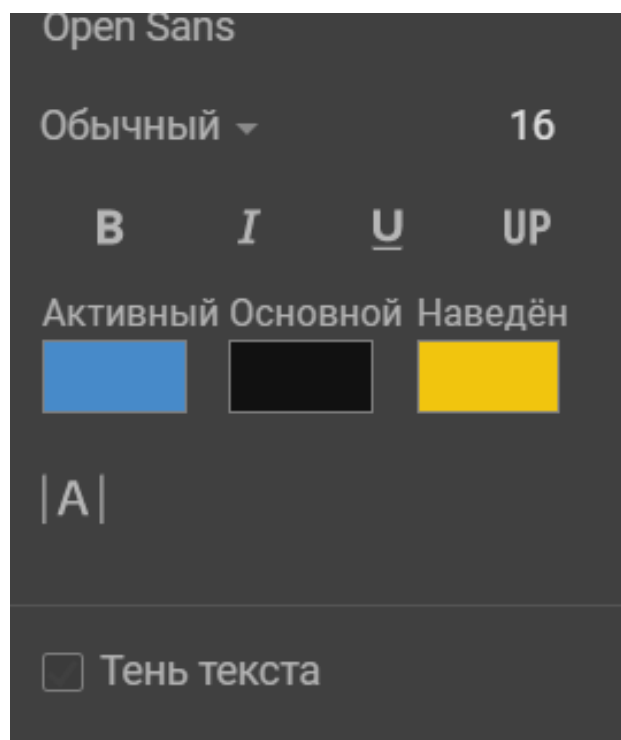 Open Sans
Обычный 16
B I U UP
Активный Основной Наведён
|A|
Тень текста